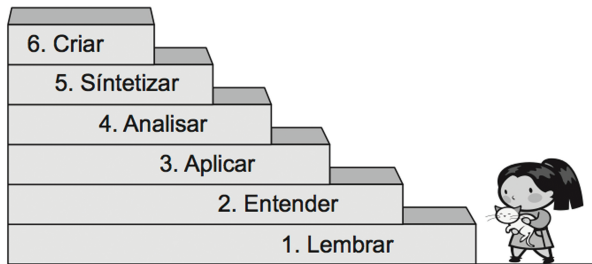 6. Criar
5. Síntetizar
4. Analisar
3. Aplicar
2. Entender
1. Lembrar